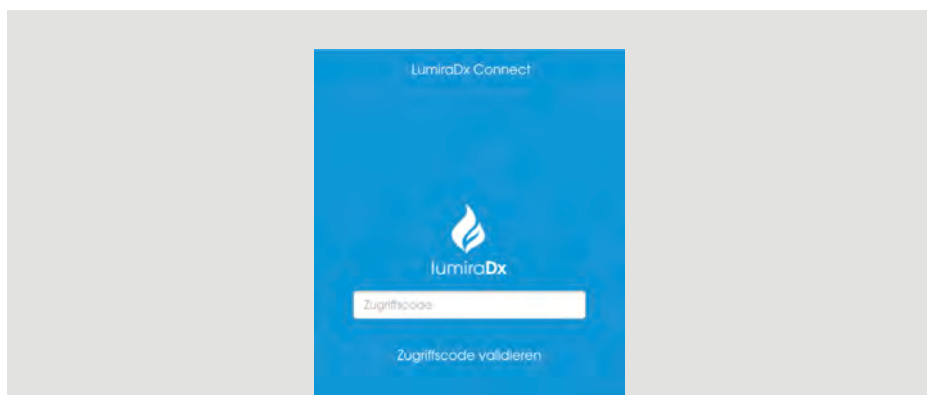 LumiraDx Connect
lumiraDx
Zugriffscode
Zugriffscode validieren